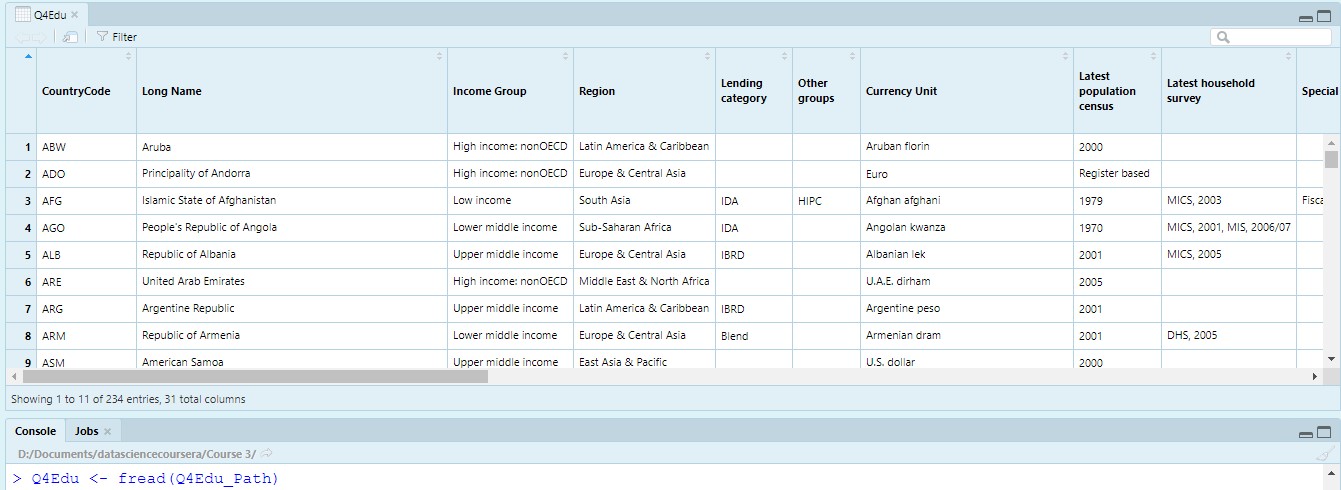 Q4Edu
Filter
CountryCode Long Name Income Group Region Lending category Other groups Currency Unit Latest population census Latest household survey Special
1 ABW Aruba High income: nonOECD Latin America & Caribbean Aruban florin 2000
2 ADO Principality of Andorra High income: nonOECD Europe & Central Asia Euro Register based
3 AFG Islamic State of Afghanistan Low income South Asia IDA HIPC Afghan afghani 1979 MICS, 2003 Fisca
4 AGO People's Republic of Angola Lower middle income Sub-Saharan Africa IDA Angolan kwanza 1970 MICS, 2001, MIS, 2006/07
5 ALB Republic of Albania Upper middle income Europe & Central Asia IBRD Albanian lek 2001 MICS, 2005
6 ARE United Arab Emirates High income: nonOECD Middle East & North Africa U.A.E. dirham 2005
7 ARG Argentine Republic Upper middle income Latin America & Caribbean IBRD Argentine peso 2001
8 ARM Republic of Armenia Lower middle income Europe & Central Asia Blend Armenian dram 2001 DHS, 2005
9 ASM American Samoa Upper middle income East Asia & Pacific U.S. dollar 2000
Showing 1 to 11 of 234 entries, 31 total columns
Console Jobs
D:/Documents/datasciencecoursera/Course 3/
> Q4Edu <- fread(Q4Edu_Path)